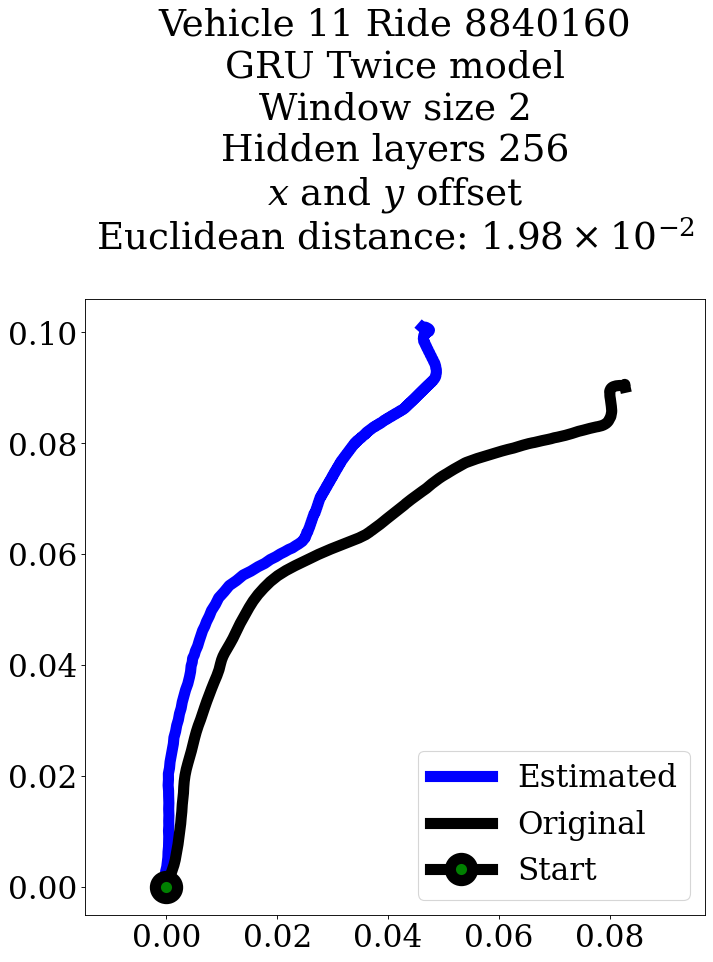 Vehicle 11 Ride 8840160
GRU Twice model
Window size 2
Hidden layers 256
x and y offset
Euclidean distance: 1.98 × 10⁻²
0.10
0.08
0.06
0.04
0.02
0.00
Estimated
Original
Start
0.00 0.02 0.04 0.06 0.08